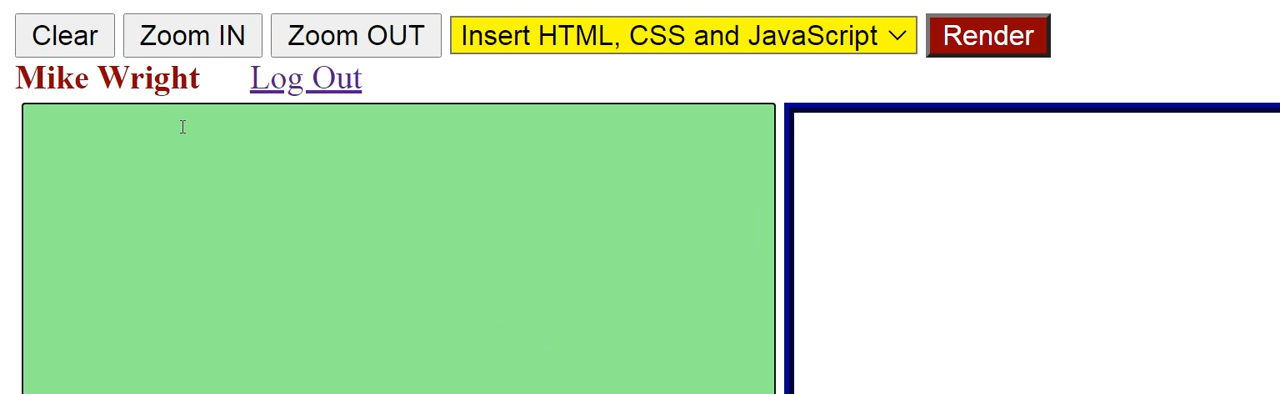 Clear Zoom IN Zoom OUT Insert HTML, CSS and JavaScript Render
Mike Wright Log Out